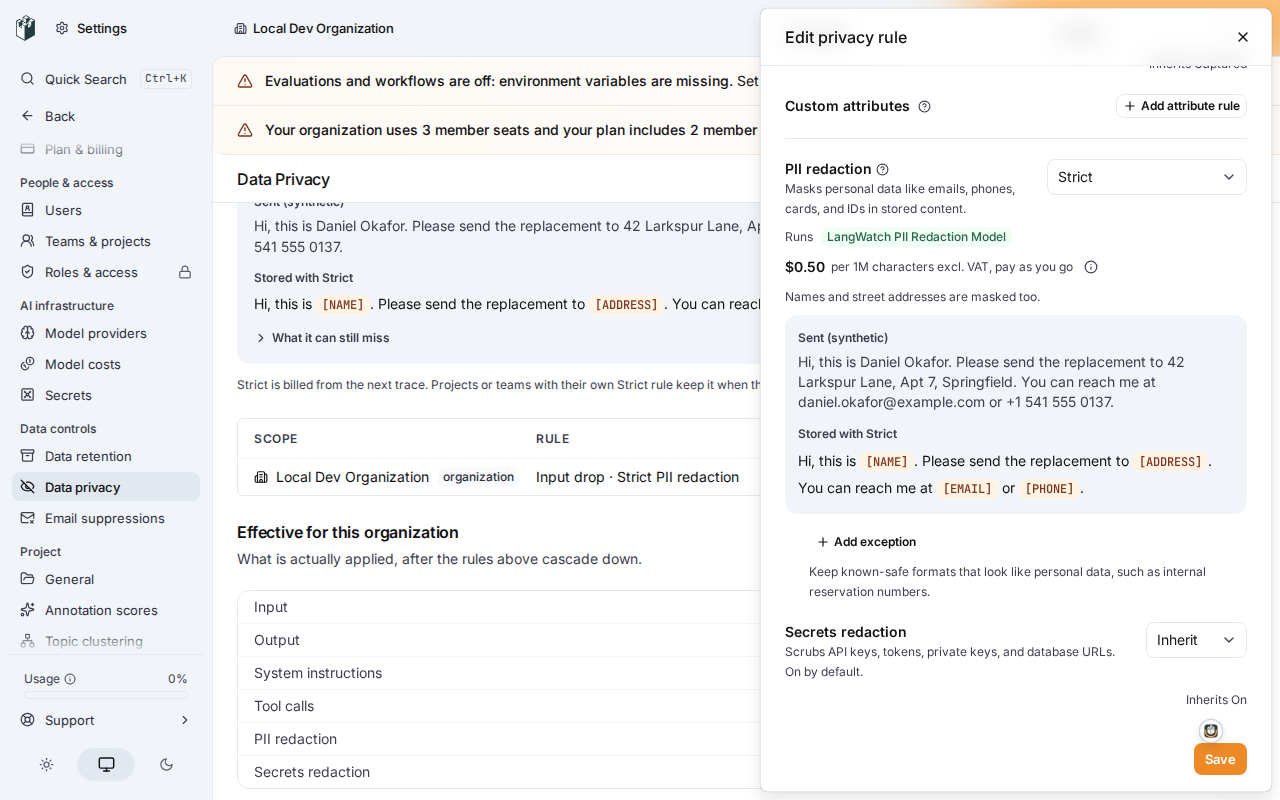 Settings
Local Dev Organization
Quick Search
Ctrl+K
Back
Plan & billing
People & access
Users
Teams & projects
Roles & access
AI infrastructure
Model providers
Model costs
Secrets
Data controls
Data retention
Data privacy
Email suppressions
Project
General
Annotation scores
Topic clustering
Usage
0%
Support
Evaluations and workflows are off: environment variables are missing. Set
Your organization uses 3 member seats and your plan includes 2 member
Data Privacy
Sent (synthetic)
Hi, this is Daniel Okafor. Please send the replacement to 42 Larkspur Lane,
541 555 0137.
Stored with Strict
Hi, this is [NAME]. Please send the replacement to [ADDRESS]. You can
What it can still miss
Strict is billed from the next trace. Projects or teams with their own Strict rule keep it when
SCOPE RULE
Local Dev Organization organization Input drop · Strict PII redaction
Effective for this organization
What is actually applied, after the rules above cascade down.
Input
Output
System instructions
Tool calls
PII redaction
Secrets redaction
Edit privacy rule
Inherits Captured
Custom attributes
Add attribute rule
PII redaction
Strict
Masks personal data like emails, phones,
cards, and IDs in stored content.
Runs LangWatch PII Redaction Model
$0.50 per 1M characters excl. VAT, pay as you go
Names and street addresses are masked too.
Sent (synthetic)
Hi, this is Daniel Okafor. Please send the replacement to 42
Larkspur Lane, Apt 7, Springfield. You can reach me at
daniel.okafor@example.com or +1 541 555 0137.
Stored with Strict
Hi, this is [NAME]. Please send the replacement to [ADDRESS].
You can reach me at [EMAIL] or [PHONE].
Add exception
Keep known-safe formats that look like personal data, such as internal
reservation numbers.
Secrets redaction
Inherit
Scrubs API keys, tokens, private keys, and database URLs.
On by default.
Inherits On
Save